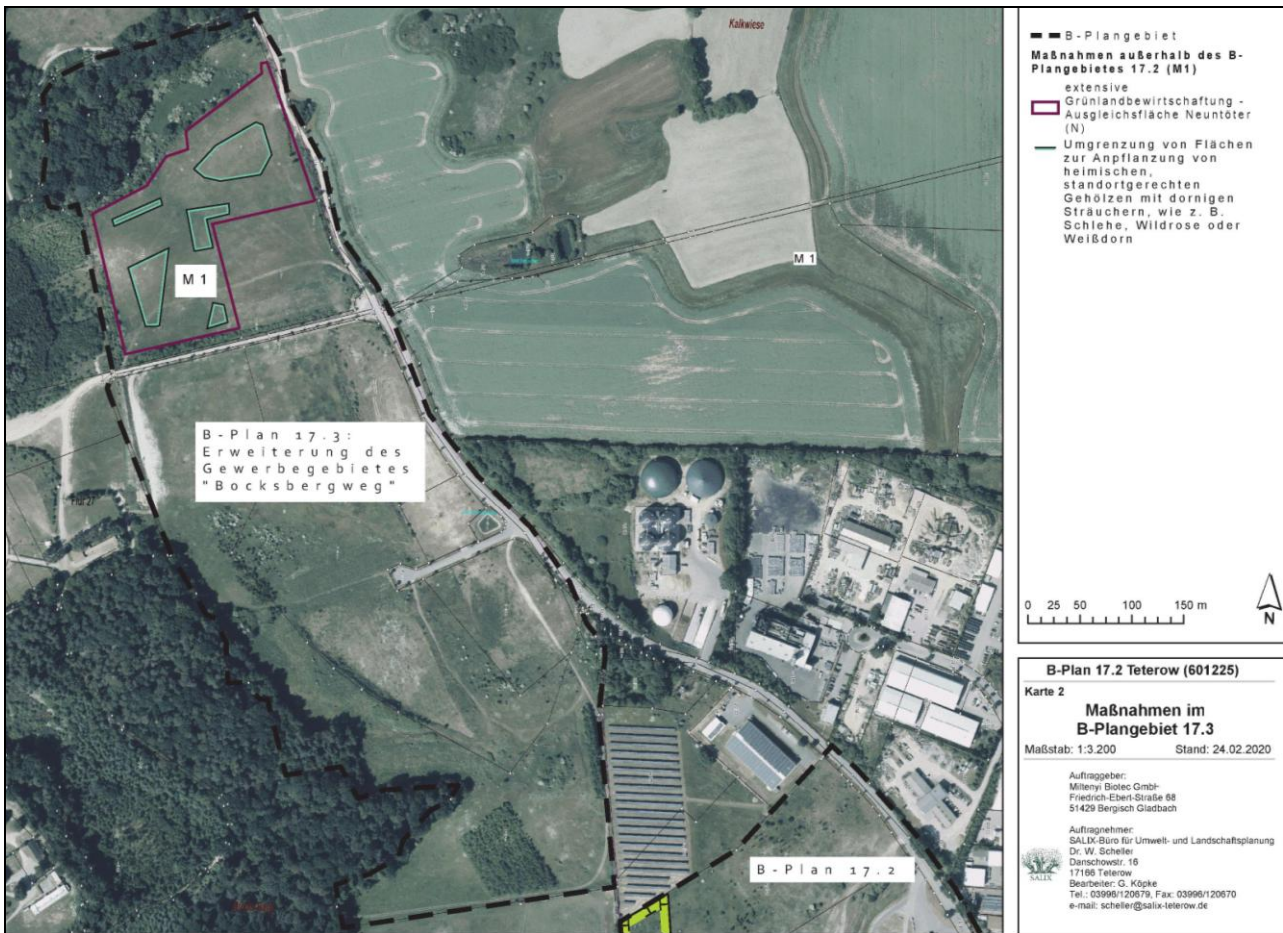 Kalkwiese
M 1
M 1
B-Plan 17.3:
Erweiterung des
Gewerbegebietes
"Bocksbergweg"
B-Plan 17.2
B-Plangebiet
Maßnahmen außerhalb des B-
Plangebietes 17.2 (M1)
extensive
Grünlandbewirtschaftung -
Ausgleichsfläche Neuntöter
(N)
Umgrenzung von Flächen
zur Anpflanzung von
heimischen,
standortgerechten
Gehölzen mit dornigen
Sträuchern, wie z. B.
Schlehe, Wildrose oder
Weißdorn
0 25 50 100 150 m
N
B-Plan 17.2 Teterow (601225)
Karte 2
Maßnahmen im
B-Plangebiet 17.3
Maßstab: 1:3.200 Stand: 24.02.2020
Auftraggeber:
Miltenyi Biotec GmbH
Friedrich-Ebert-Straße 68
51429 Bergisch Gladbach
Auftragnehmer:
SALIX-Büro für Umwelt- und Landschaftsplanung
Dr. W. Scheller
Danschowstr. 16
17166 Teterow
Bearbeiter: G. Köpke
Tel.: 03996/120679, Fax: 03996/120670
e-mail: scheller@salix-teterow.de
SALIX